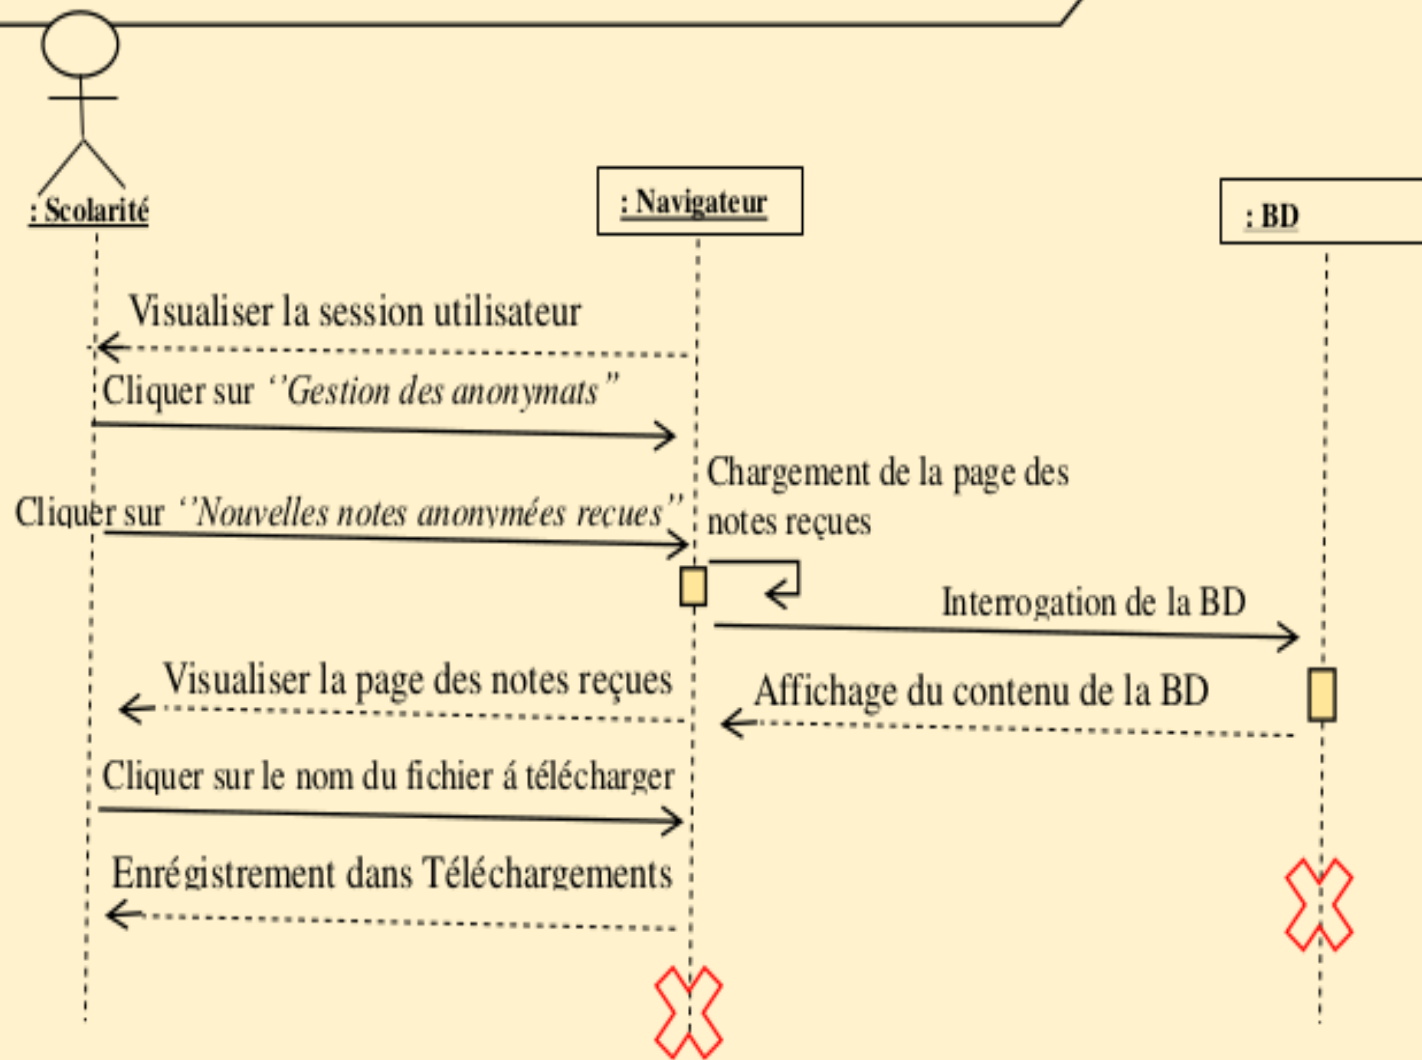 : Scolarité
: Navigateur
: BD
Visualiser la session utilisateur
Cliquer sur ‘’Gestion des anonymats’’
Cliquer sur ‘’Nouvelles notes anonymées reçues’’
Chargement de la page des
notes reçues
Interrogation de la BD
Visualiser la page des notes reçues
Affichage du contenu de la BD
Cliquer sur le nom du fichier á télécharger
Enrégistrement dans Téléchargements